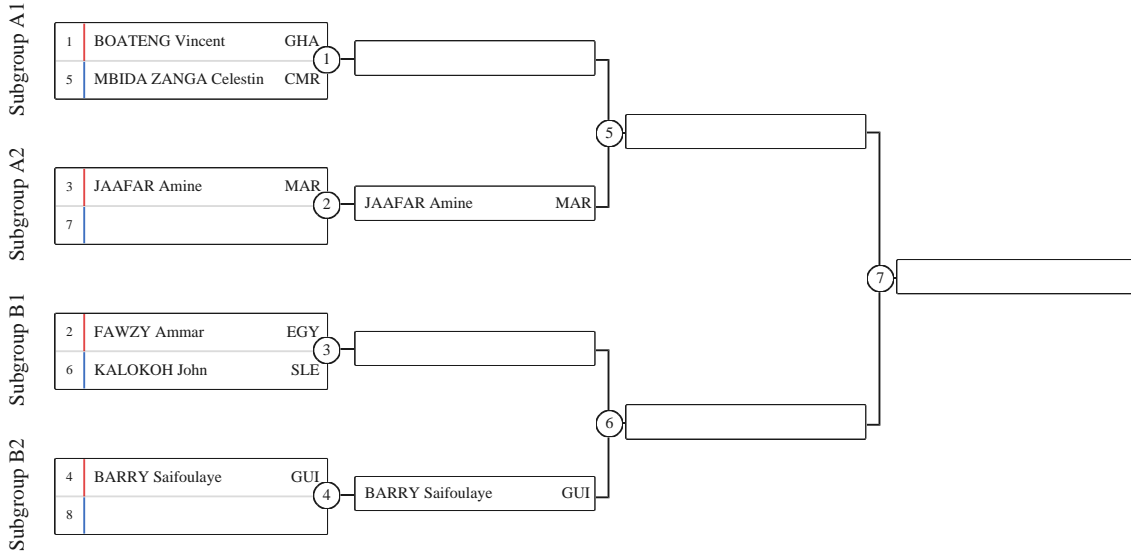 Subgroup A1
1 BOATENG Vincent GHA
5 MBIDA ZANGA Celestin CMR
1
5
Subgroup A2
3 JAAFAR Amine MAR
7
2
JAAFAR Amine MAR
7
Subgroup B1
2 FAWZY Ammar EGY
6 KALOKOH John SLE
3
6
Subgroup B2
4 BARRY Saifoulaye GUI
8
4
BARRY Saifoulaye GUI